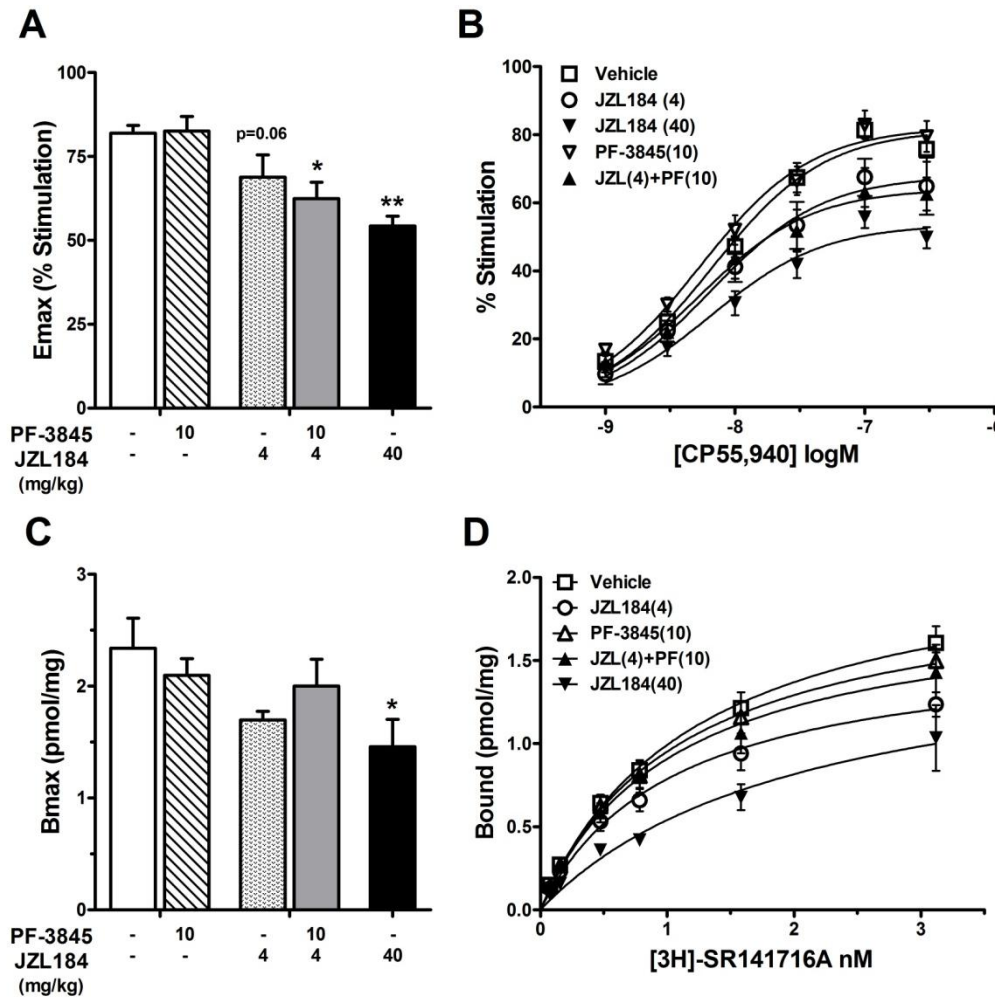 A
Emax (% Stimulation)
100
75
50
25
0
p=0.06
*
**
PF-3845 - 10 - 10 -
JZL184 - - 4 4 40
(mg/kg)
B
% Stimulation
100
80
60
40
20
0
Vehicle
JZL184 (4)
JZL184 (40)
PF-3845(10)
JZL(4)+PF(10)
-9 -8 -7 -6
[CP55,940] logM
C
Bmax (pmol/mg)
3
2
1
0
*
PF-3845 - 10 - 10 -
JZL184 - - 4 4 40
(mg/kg)
D
Bound (pmol/mg)
2.0
1.5
1.0
0.5
0.0
Vehicle
JZL184(4)
PF-3845(10)
JZL(4)+PF(10)
JZL184(40)
0 1 2 3
[3H]-SR141716A nM